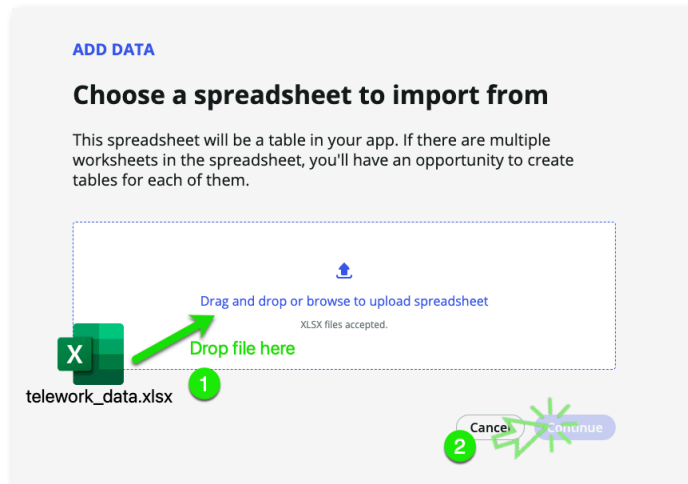 ADD DATA
Choose a spreadsheet to import from
This spreadsheet will be a table in your app. If there are multiple
worksheets in the spreadsheet, you'll have an opportunity to create
tables for each of them.
Drag and drop or browse to upload spreadsheet
XLSX files accepted.
X
Drop file here
1
telework_data.xlsx
Cancel
Continue
2